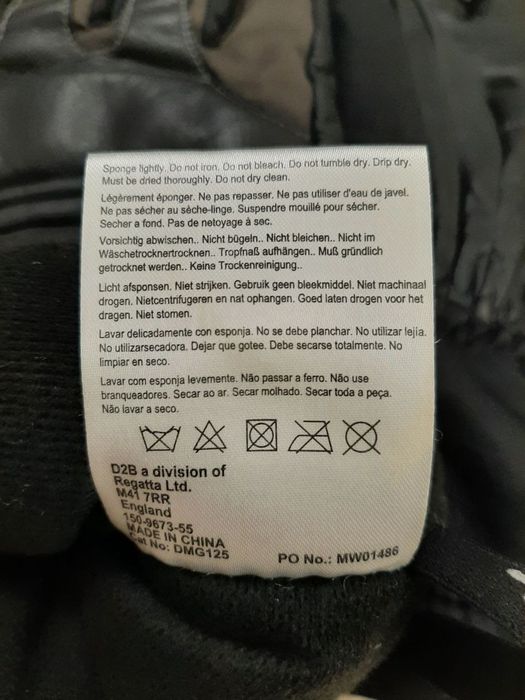 Sponge lightly. Do not iron. Do not bleach. Do not tumble dry. Drip dry.
Must be dried thoroughly. Do not dry clean.
Légèrement éponger. Ne pas repasser. Ne pas utiliser d'eau de javel.
Ne pas sécher au sèche-linge. Suspendre mouillé pour sécher.
Secher a fond. Pas de netoyage à sec.
Vorsichtig abwischen.. Nicht bügeln.. Nicht bleichen.. Nicht im
Wäschetrocknertrocknen.. Tropfnaß aufhängen.. Muß gründlich
getrocknet werden.. Keine Trockenreinigung..
Licht afsponsen. Niet strijken. Gebruik geen bleekmiddel. Niet machinaal
drogen. Nietcentrifugeren en nat ophangen. Goed laten drogen voor het
dragen. Niet stomen.
Lavar delicadamente con esponja. No se debe planchar. No utilizar lejia.
No utilizarsecadora. Dejar que gotee. Debe secarse totalmente. No
limpiar en seco.
Lavar com esponja levemente. Não passar a ferro. Não use
branqueadores. Secar ao ar. Secar molhado. Secar toda a peça.
Não lavar a seco.
D2B a division of
Regatta Ltd.
M41 7RR
England
150-9673-55
MADE IN CHINA
Cat No: DMG125
PO No.: MW01486